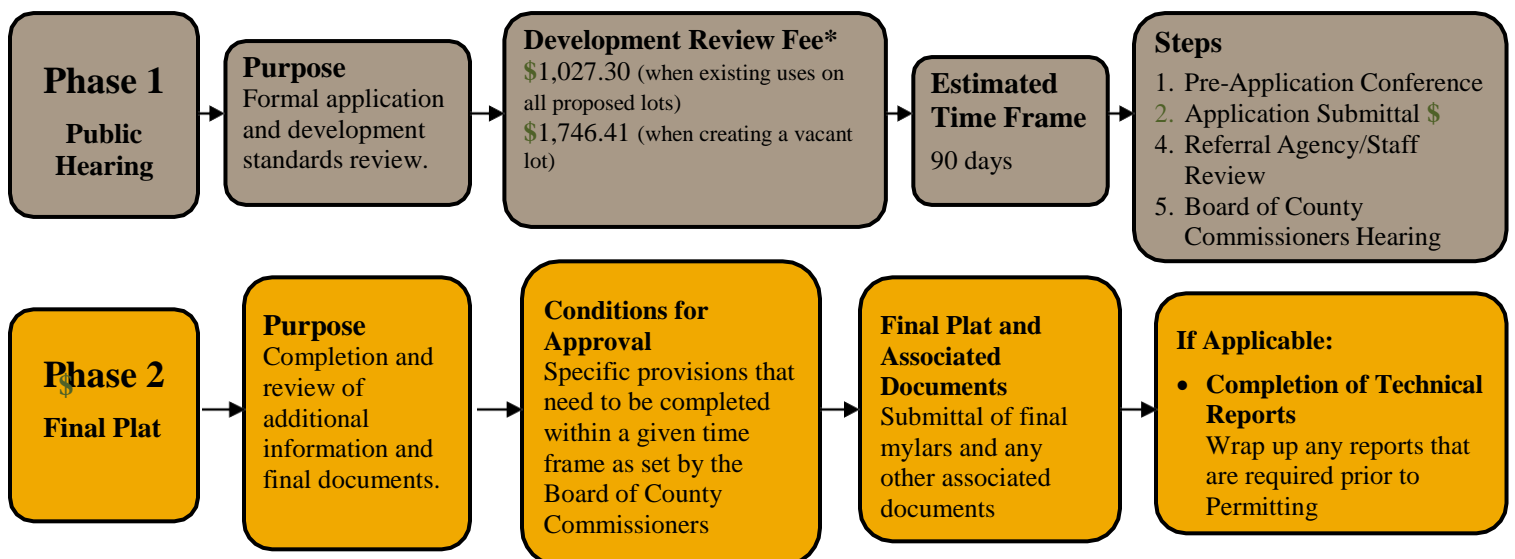 Phase 1
Public
Hearing
Purpose
Formal application
and development
standards review.
Development Review Fee*
$1,027.30 (when existing uses on
all proposed lots)
$1,746.41 (when creating a vacant
lot)
Estimated
Time Frame
90 days
Steps
1. Pre-Application Conference
2. Application Submittal $
4. Referral Agency/Staff
Review
5. Board of County
Commissioners Hearing
Phase 2
$
Final Plat
Purpose
Completion and
review of
additional
information and
final documents.
Conditions for
Approval
Specific provisions that
need to be completed
within a given time
frame as set by the
Board of County
Commissioners
Final Plat and
Associated
Documents
Submittal of final
mylars and any
other associated
documents
If Applicable:
• Completion of Technical
Reports
Wrap up any reports that
are required prior to
Permitting